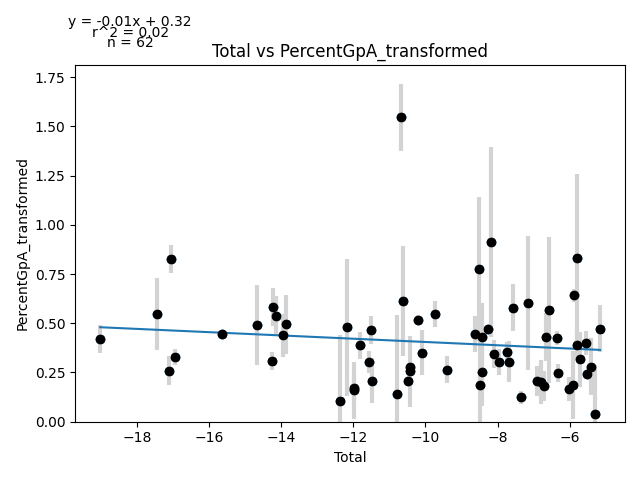 y = -0.01x + 0.32
r^2 = 0.02
n = 62
Total vs PercentGpA_transformed
PercentGpA_transformed
1.75
1.50
1.25
1.00
0.75
0.50
0.25
0.00
−18
−16
−14
−12
−10
−8
−6
Total